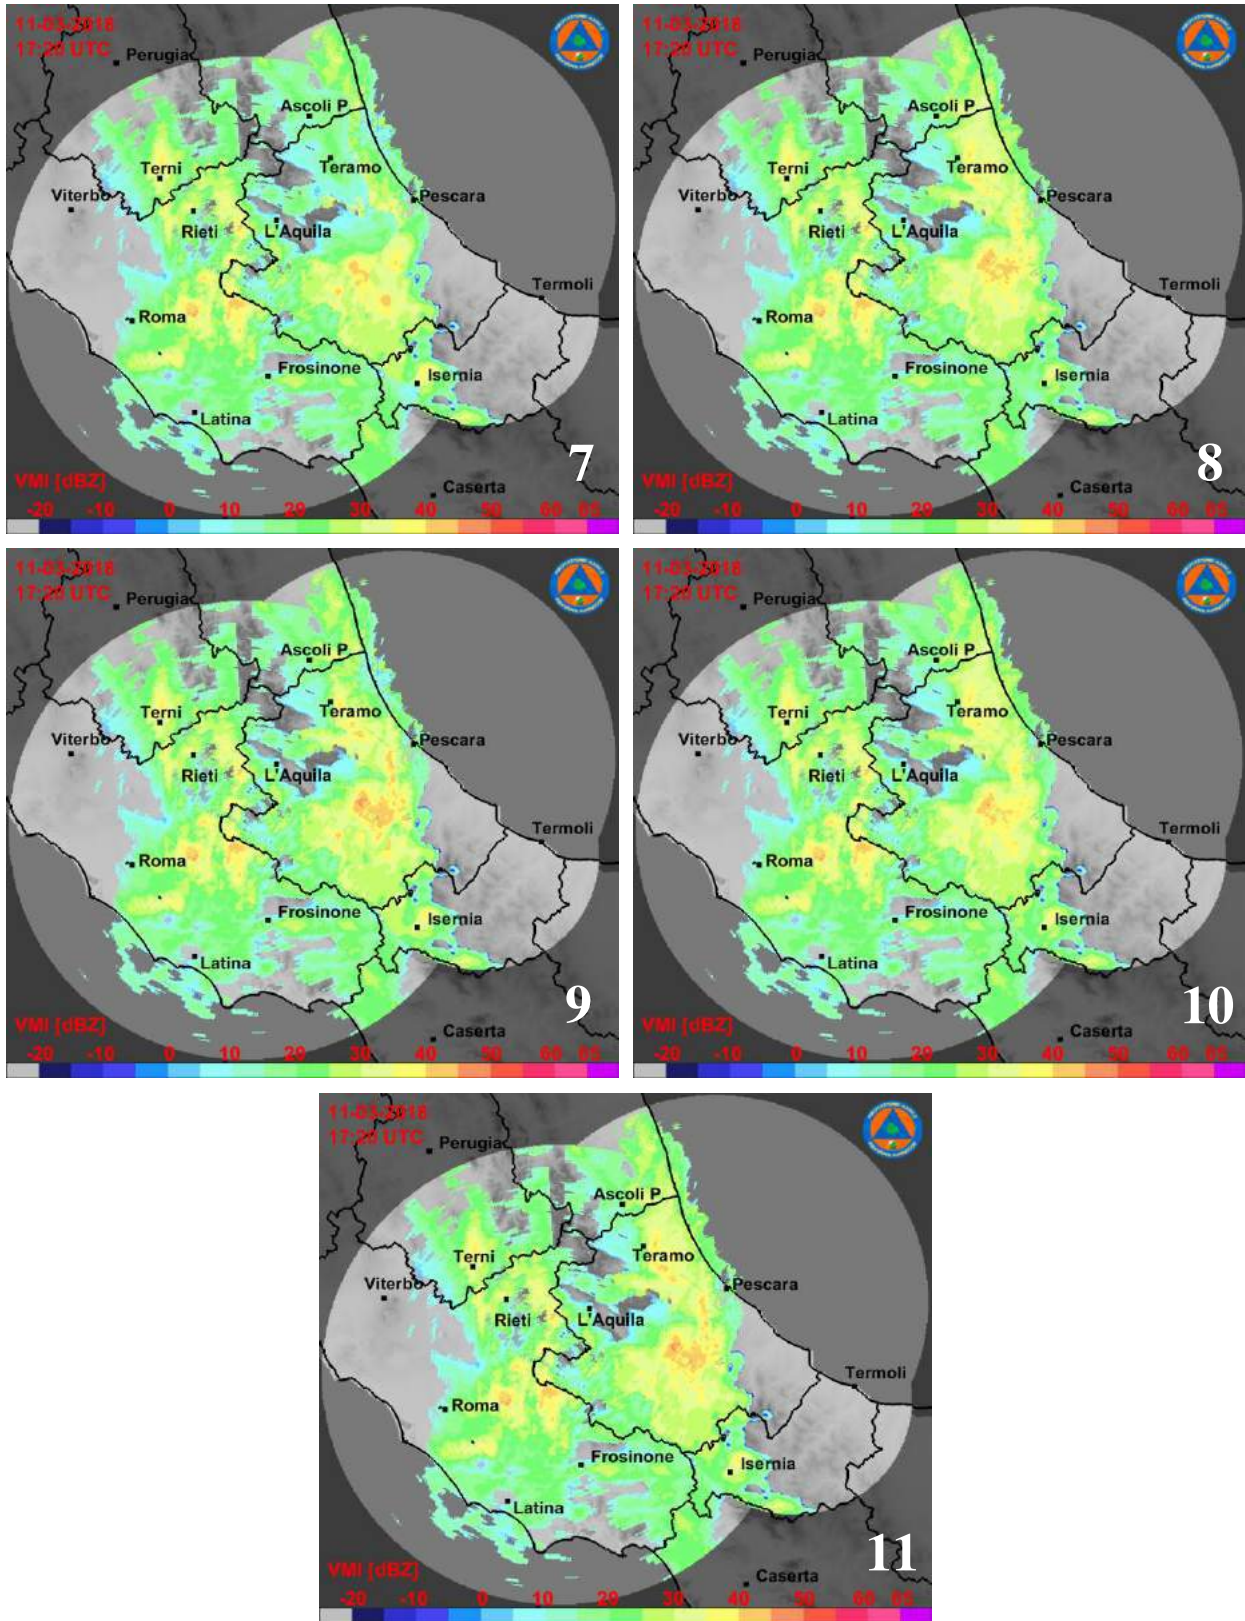 11-03-2018
17:20 UTC
Perugia
Ascoli P
Terni
Teramo
Viterbo
Pescara
Rieti
L'Aquila
Termoli
Roma
Frosinone
Isernia
Latina
7
VMI [dBZ]
Caserta
-20 -10 0 10 20 30 40 50 60 65
11-03-2018
17:20 UTC
Perugia
Ascoli P
Terni
Teramo
Viterbo
Pescara
Rieti
L'Aquila
Termoli
Roma
Frosinone
Isernia
Latina
8
VMI [dBZ]
Caserta
-20 -10 0 10 20 30 40 50 60 65
11-03-2018
17:20 UTC
Perugia
Ascoli P
Terni
Teramo
Viterbo
Pescara
Rieti
L'Aquila
Termoli
Roma
Frosinone
Isernia
Latina
9
VMI [dBZ]
Caserta
-20 -10 0 10 20 30 40 50 60 65
11-03-2018
17:20 UTC
Perugia
Ascoli P
Terni
Teramo
Viterbo
Pescara
Rieti
L'Aquila
Termoli
Roma
Frosinone
Isernia
Latina
10
VMI [dBZ]
Caserta
-20 -10 0 10 20 30 40 50 60 65
11-03-2018
17:20 UTC
Perugia
Ascoli P
Terni
Teramo
Viterbo
Pescara
Rieti
L'Aquila
Termoli
Roma
Frosinone
Isernia
Latina
11
VMI [dBZ]
Caserta
-20 -10 0 10 20 30 40 50 60 65